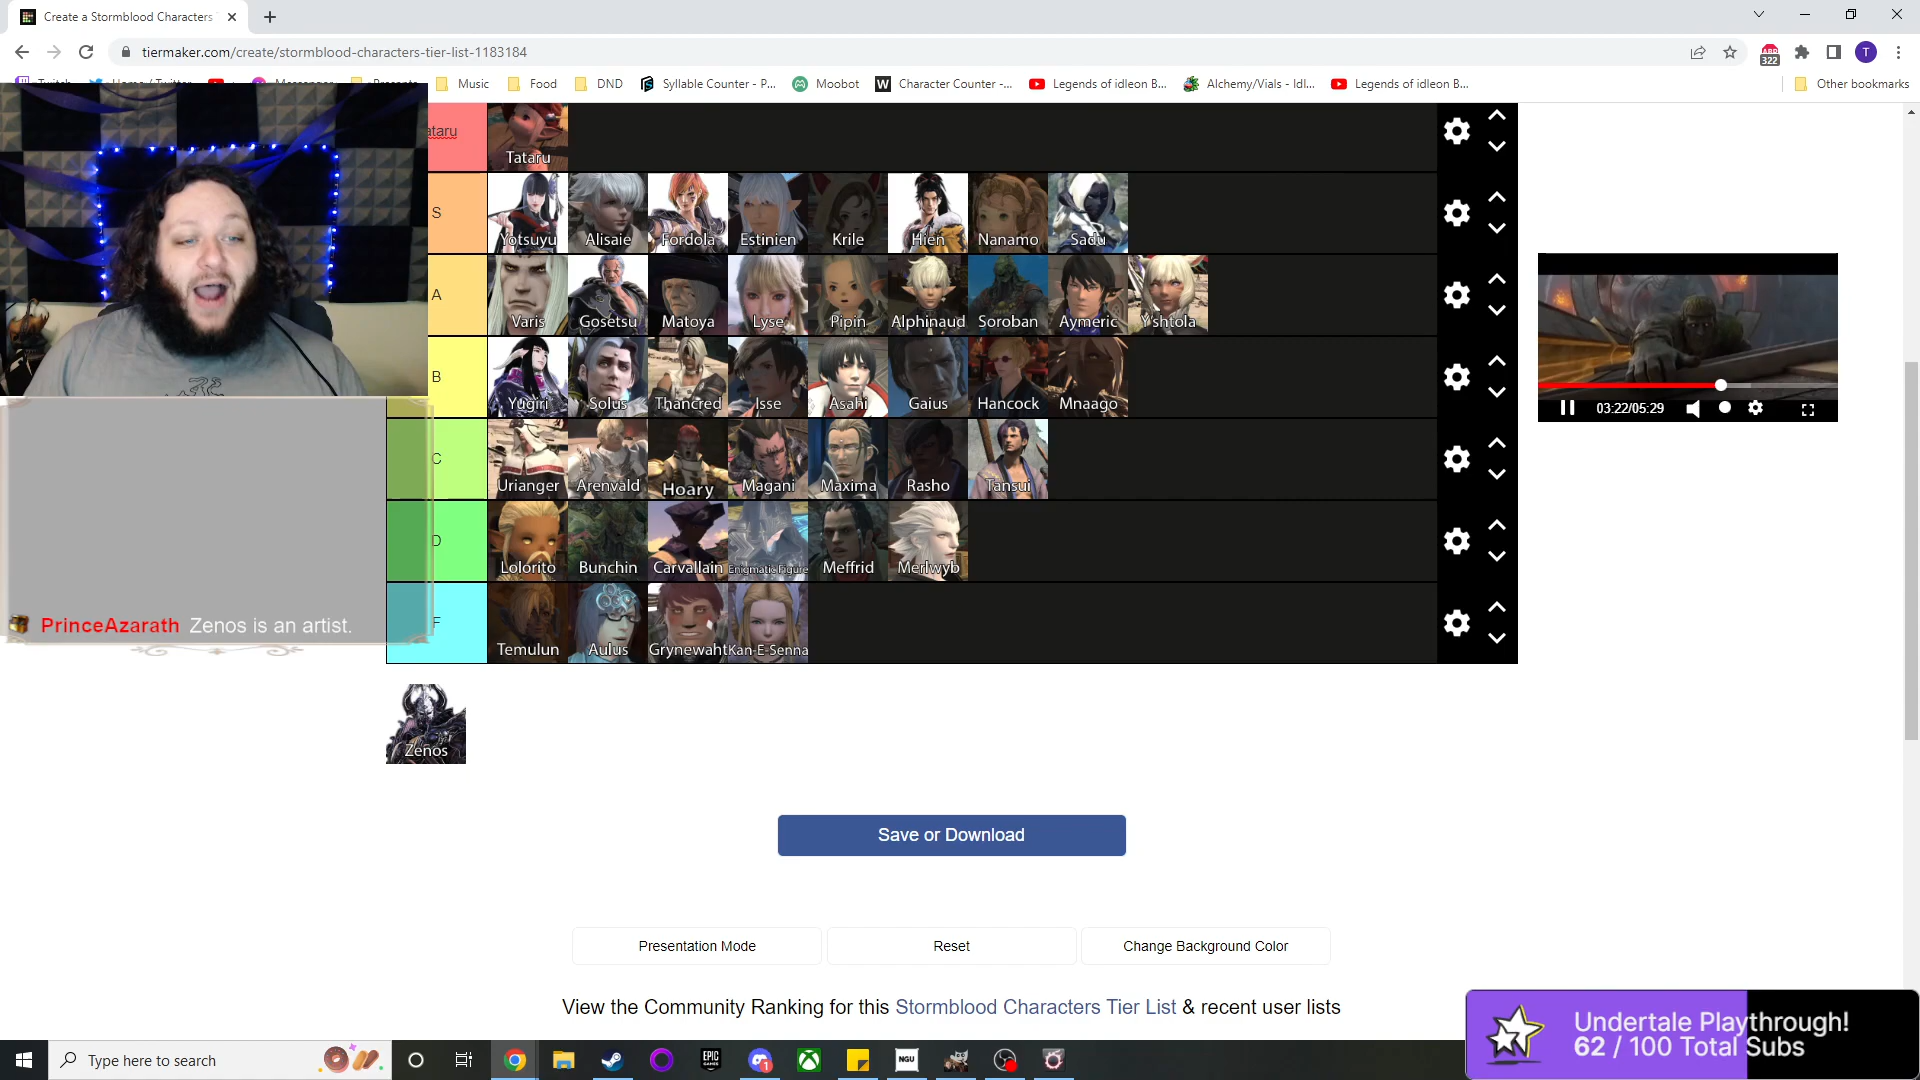 Create a Stormblood Characters
tiermaker.com/create/stormblood-characters-tier-list-1183184
322
T
Music
Food
DND
Syllable Counter - P...
Moobot
Character Counter -...
Legends of idleon B...
Alchemy/Vials - Idl...
Legends of idleon B...
Other bookmarks
ataru
Tataru
S
Yotsuyu
Alisaie
Fordola
Estinien
Krile
Hien
Nanamo
Sadu
A
Varis
Gosetsu
Matoya
Lyse
Pipin
Alphinaud
Soroban
Aymeric
Y'shtola
B
Yugiri
Solus
Thancred
Isse
Asahi
Gaius
Hancock
Mnaago
C
Urianger
Arenvald
Hoary
Magani
Maxima
Rasho
Tansui
D
Lolorito
Bunchin
Carvallain
Enigmatic Figure
Meffrid
Merlwyb
F
Temulun
Aulus
Grynewaht
Kan-E-Senna
Zenos
PrinceAzarath Zenos is an artist.
03:22/05:29
Save or Download
Presentation Mode
Reset
Change Background Color
View the Community Ranking for this Stormblood Characters Tier List & recent user lists
Undertale Playthrough!
62 / 100 Total Subs
Type here to search
EPIC
GAMES
1
NGU